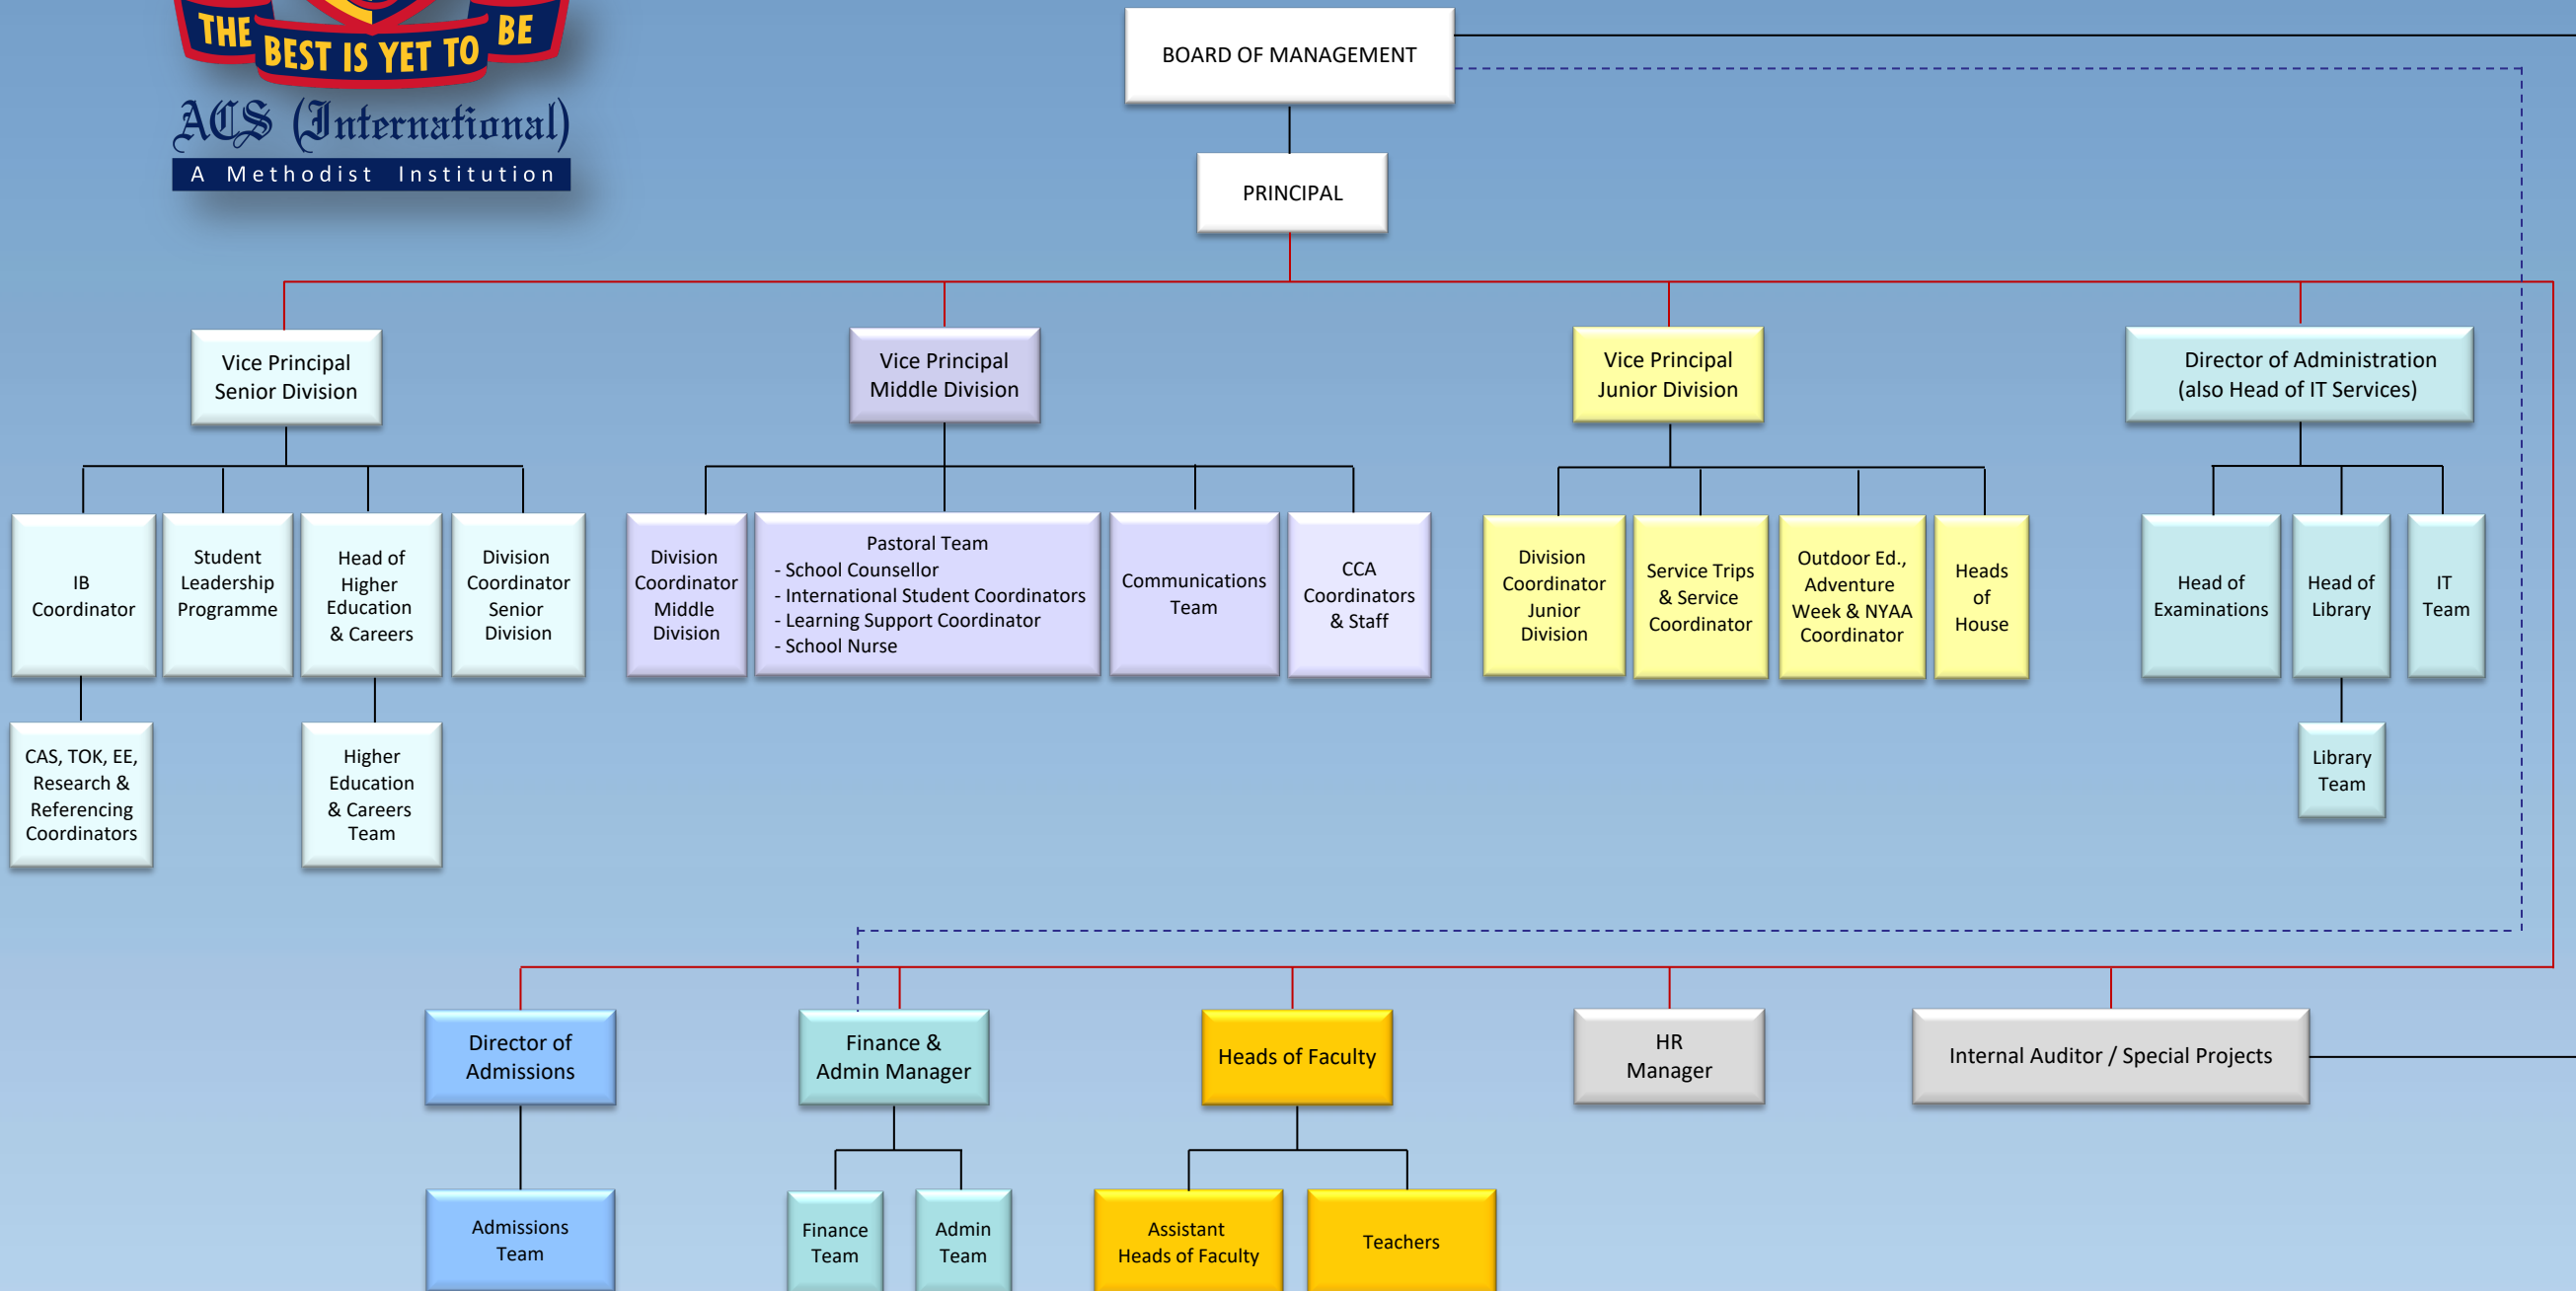 THE BEST IS YET TO BE
ACS (International)
A Methodist Institution
BOARD OF MANAGEMENT
PRINCIPAL
Vice Principal
Senior Division
Vice Principal
Middle Division
Vice Principal
Junior Division
Director of Administration
(also Head of IT Services)
IB
Coordinator
Student
Leadership
Programme
Head of
Higher
Education
& Careers
Division
Coordinator
Senior
Division
Division
Coordinator
Middle
Division
Pastoral Team
- School Counsellor
- International Student Coordinators
- Learning Support Coordinator
- School Nurse
Communications
Team
CCA
Coordinators
& Staff
Division
Coordinator
Junior
Division
Service Trips
& Service
Coordinator
Outdoor Ed.,
Adventure
Week & NYAA
Coordinator
Heads
of
House
Head of
Examinations
Head of
Library
IT
Team
CAS, TOK, EE,
Research &
Referencing
Coordinators
Higher
Education
& Careers
Team
Library
Team
Director of
Admissions
Finance &
Admin Manager
Heads of Faculty
HR
Manager
Internal Auditor / Special Projects
Admissions
Team
Finance
Team
Admin
Team
Assistant
Heads of Faculty
Teachers